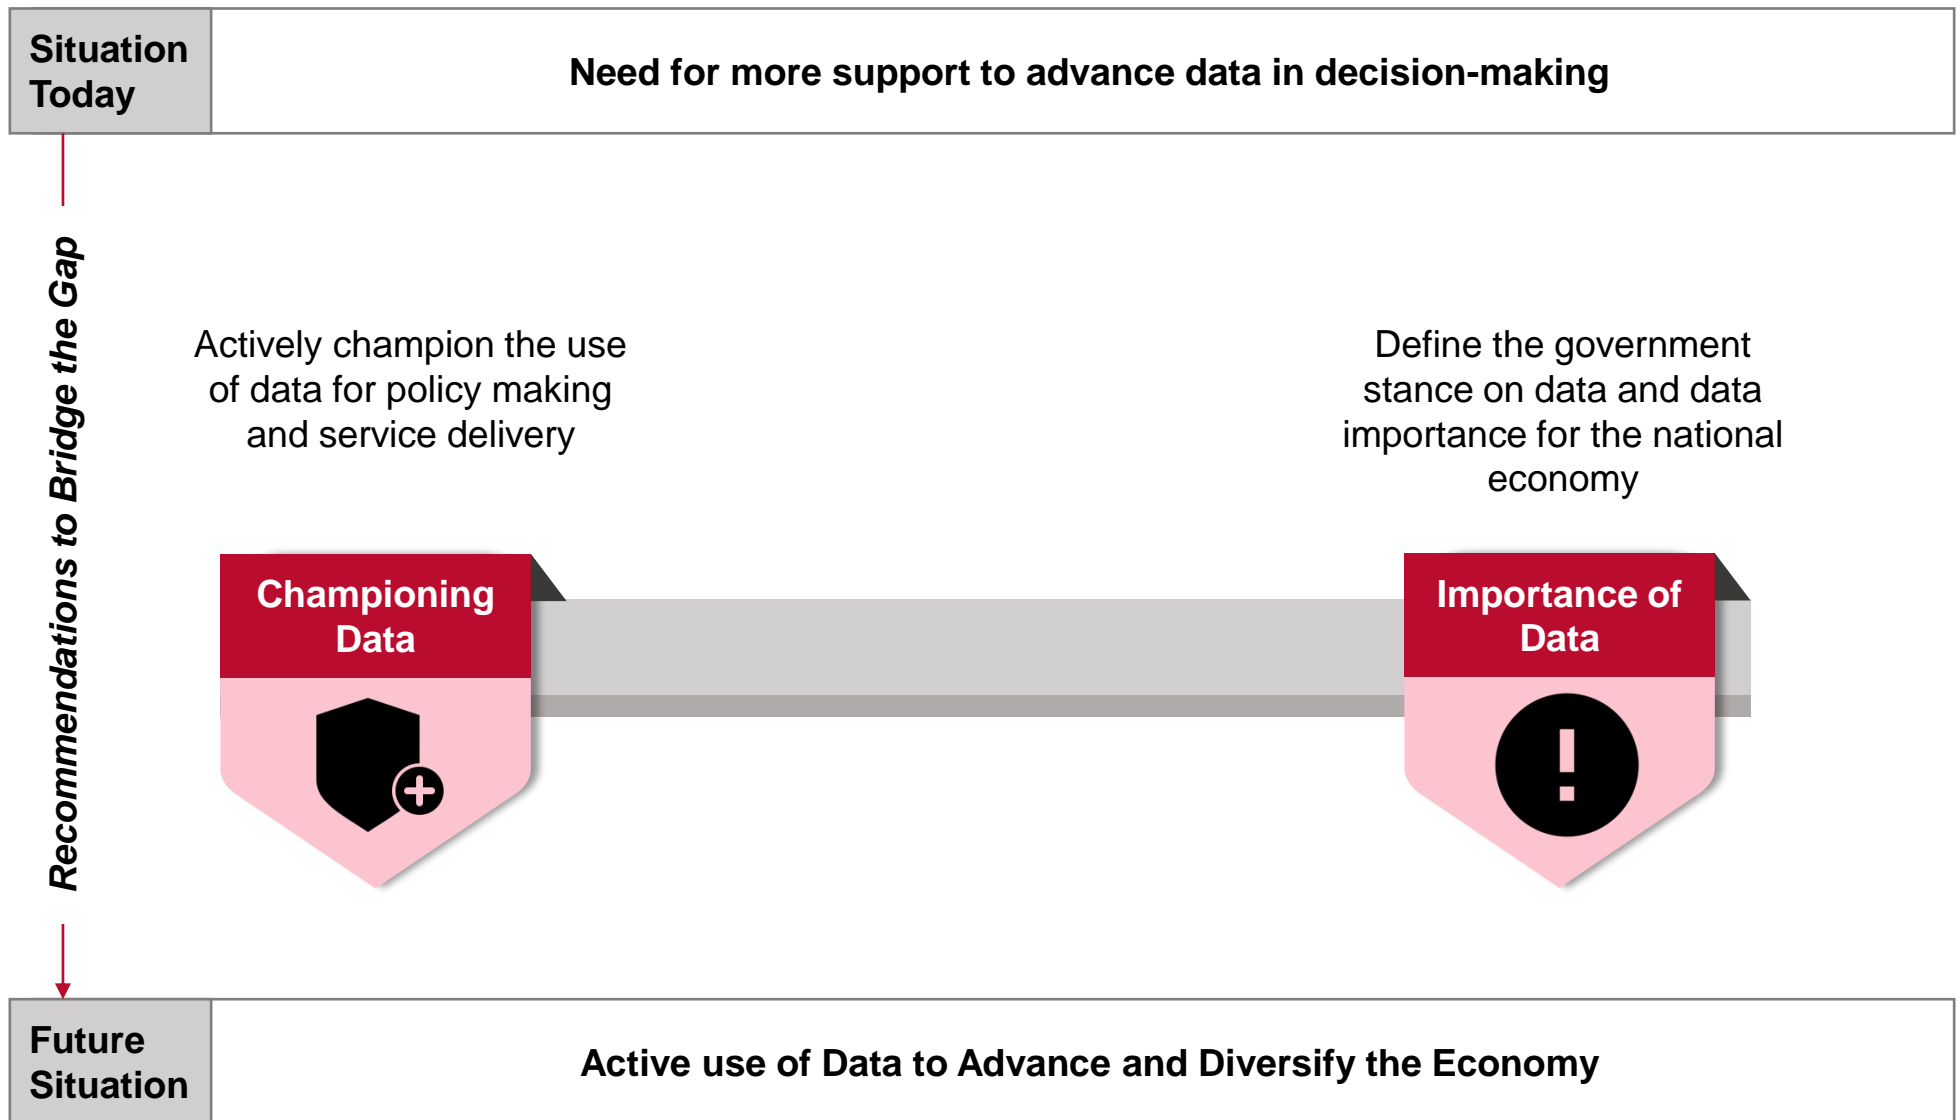 Situation
Today
Need for more support to advance data in decision-making
Recommendations to Bridge the Gap
Actively champion the use
of data for policy making
and service delivery
Define the government
stance on data and data
importance for the national
economy
Championing
Data
Importance of
Data
Future
Situation
Active use of Data to Advance and Diversify the Economy